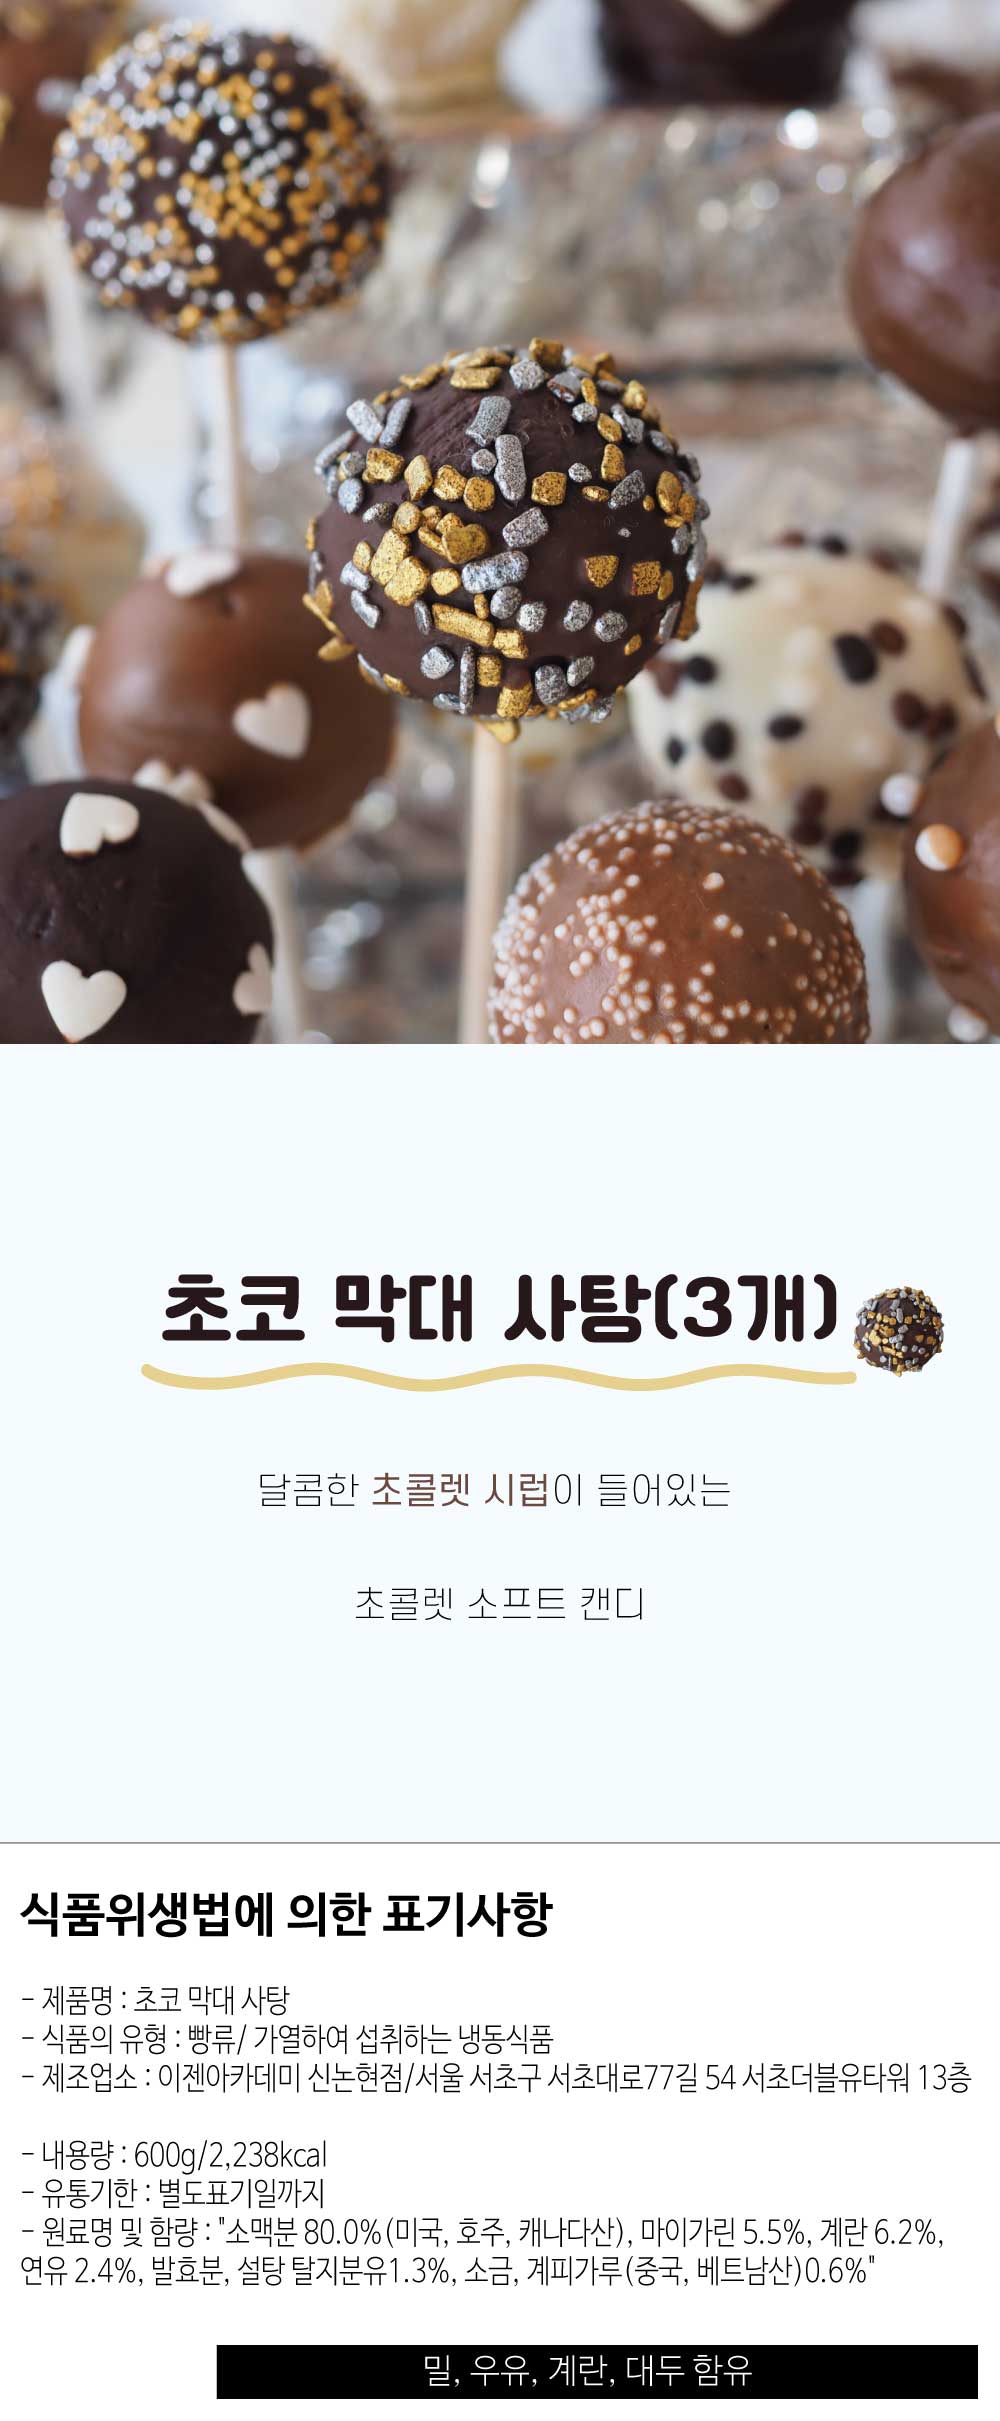 초코 막대 사탕(3개)
달콤한 초콜렛 시럽이 들어있는
초콜렛 소프트 캔디
식품위생법에 의한 표기사항
- 제품명 : 초코 막대 사탕
- 식품의 유형 : 빵류/ 가열하여 섭취하는 냉동식품
- 제조업소 : 이젠아카데미 신논현점/서울 서초구 서초대로77길 54 서초더블유타워 13층
- 내용량 : 600g/2,238kcal
- 유통기한 : 별도표기일까지
- 원료명 및 함량 : "소맥분 80.0%(미국, 호주, 캐나다산), 마이가린 5.5%, 계란 6.2%,
연유 2.4%, 발효분, 설탕 탈지분유1.3%, 소금, 계피가루(중국, 베트남산)0.6%"
밀, 우유, 계란, 대두 함유